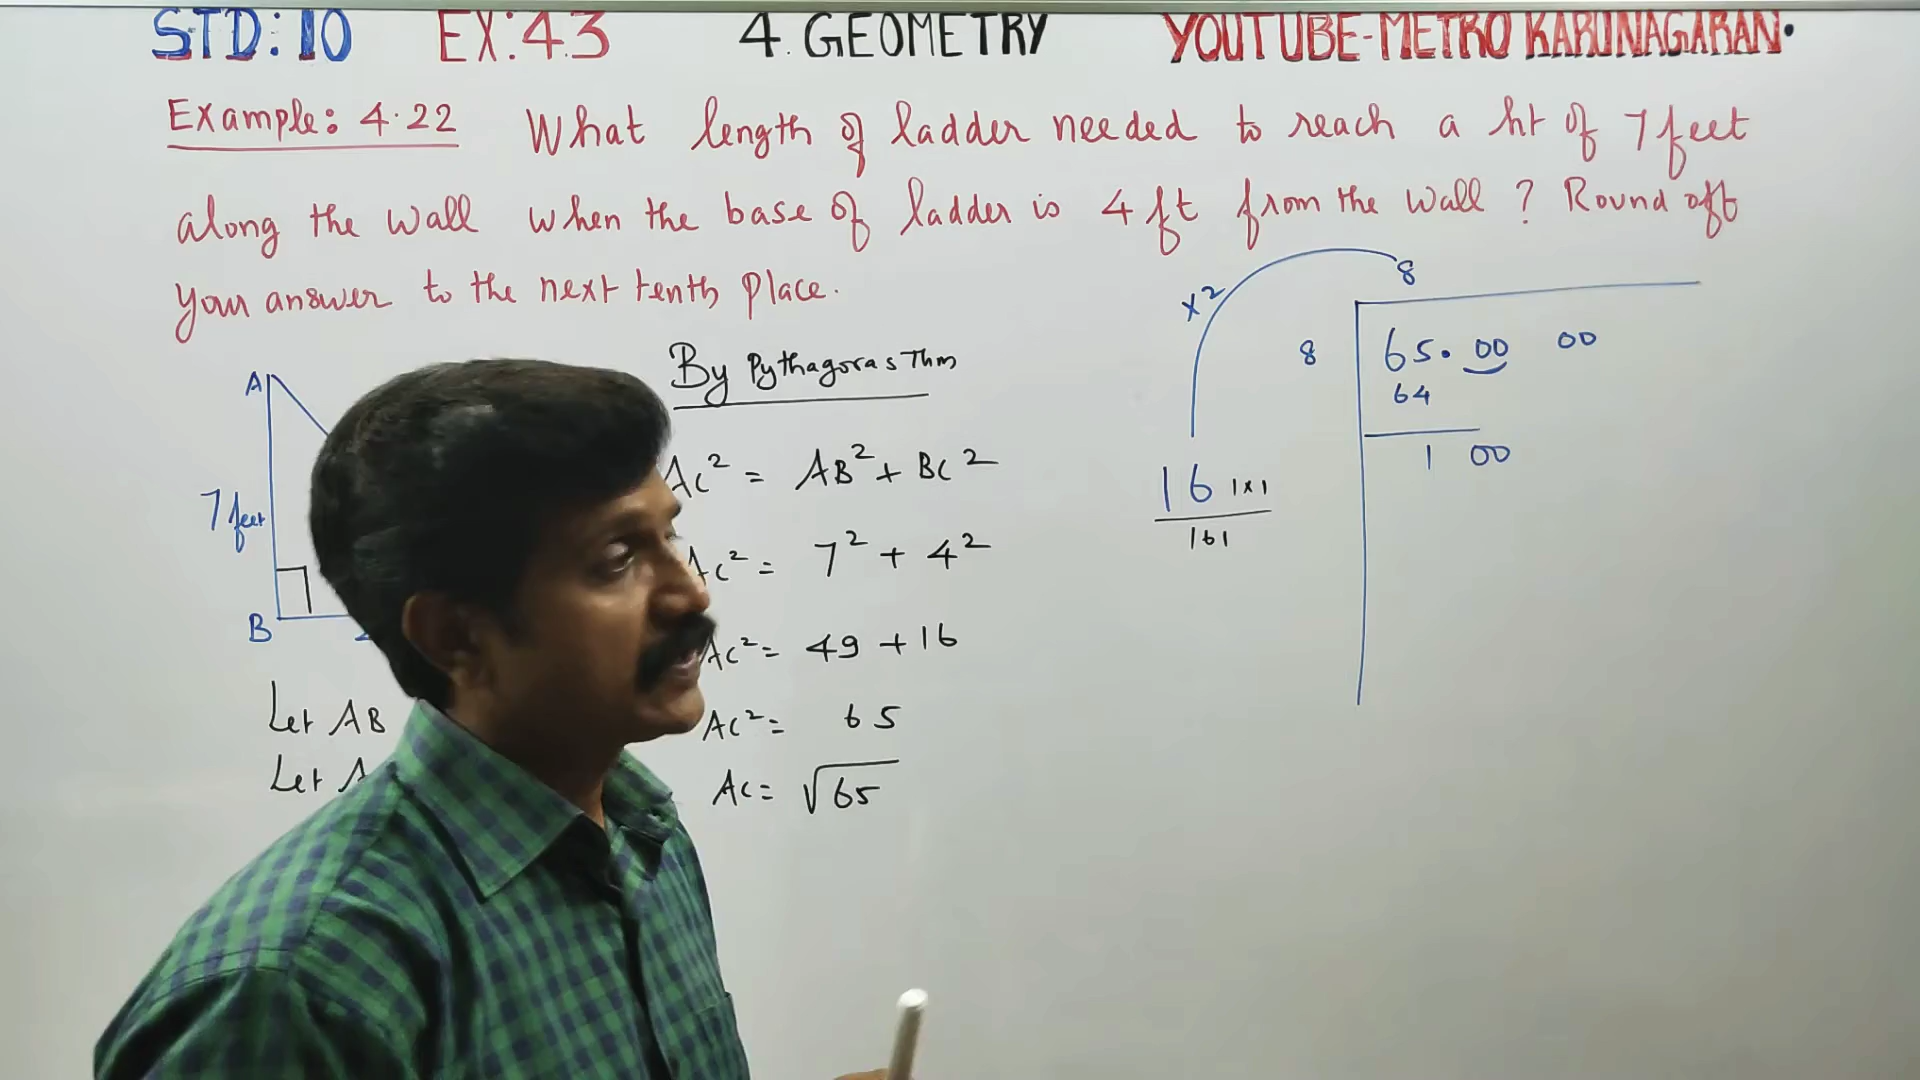 STD: 10 EX: 4.3 4. GEOMETRY YOUTUBE-METRO KARUNAGARAN.
Example: 4.22 What length of ladder needed to reach a ht of 7 feet
along the wall when the base of ladder is 4 ft from the wall ? Round off
your answer to the next tenth place.
A
7 feet
B
Let AB
Let A
By Pythagoras Thm
AC² = AB² + BC²
AC² = 7² + 4²
AC² = 49 + 16
AC² = 65
AC = √65
×2
8
8 65.00 00
64
1 00
16 1×1
161